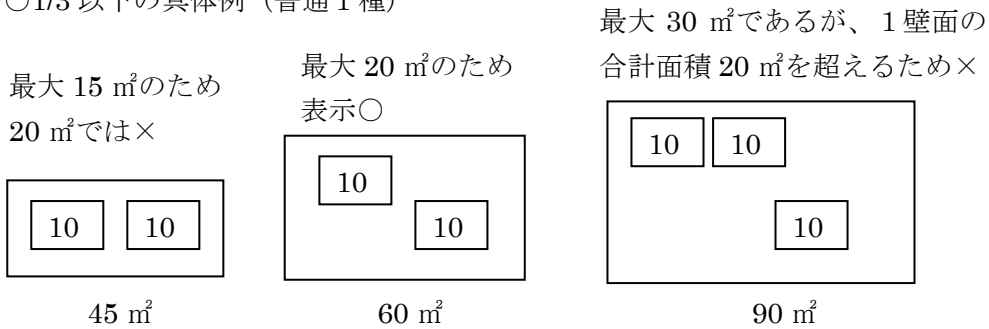 ○1/3 以下の具体例（普通１種）
最大 15 ㎡のため
20 ㎡では×
10
10
45 ㎡
最大 20 ㎡のため
表示○
10
10
60 ㎡
最大 30 ㎡であるが、１壁面の
合計面積 20 ㎡を超えるため×
10
10
10
90 ㎡